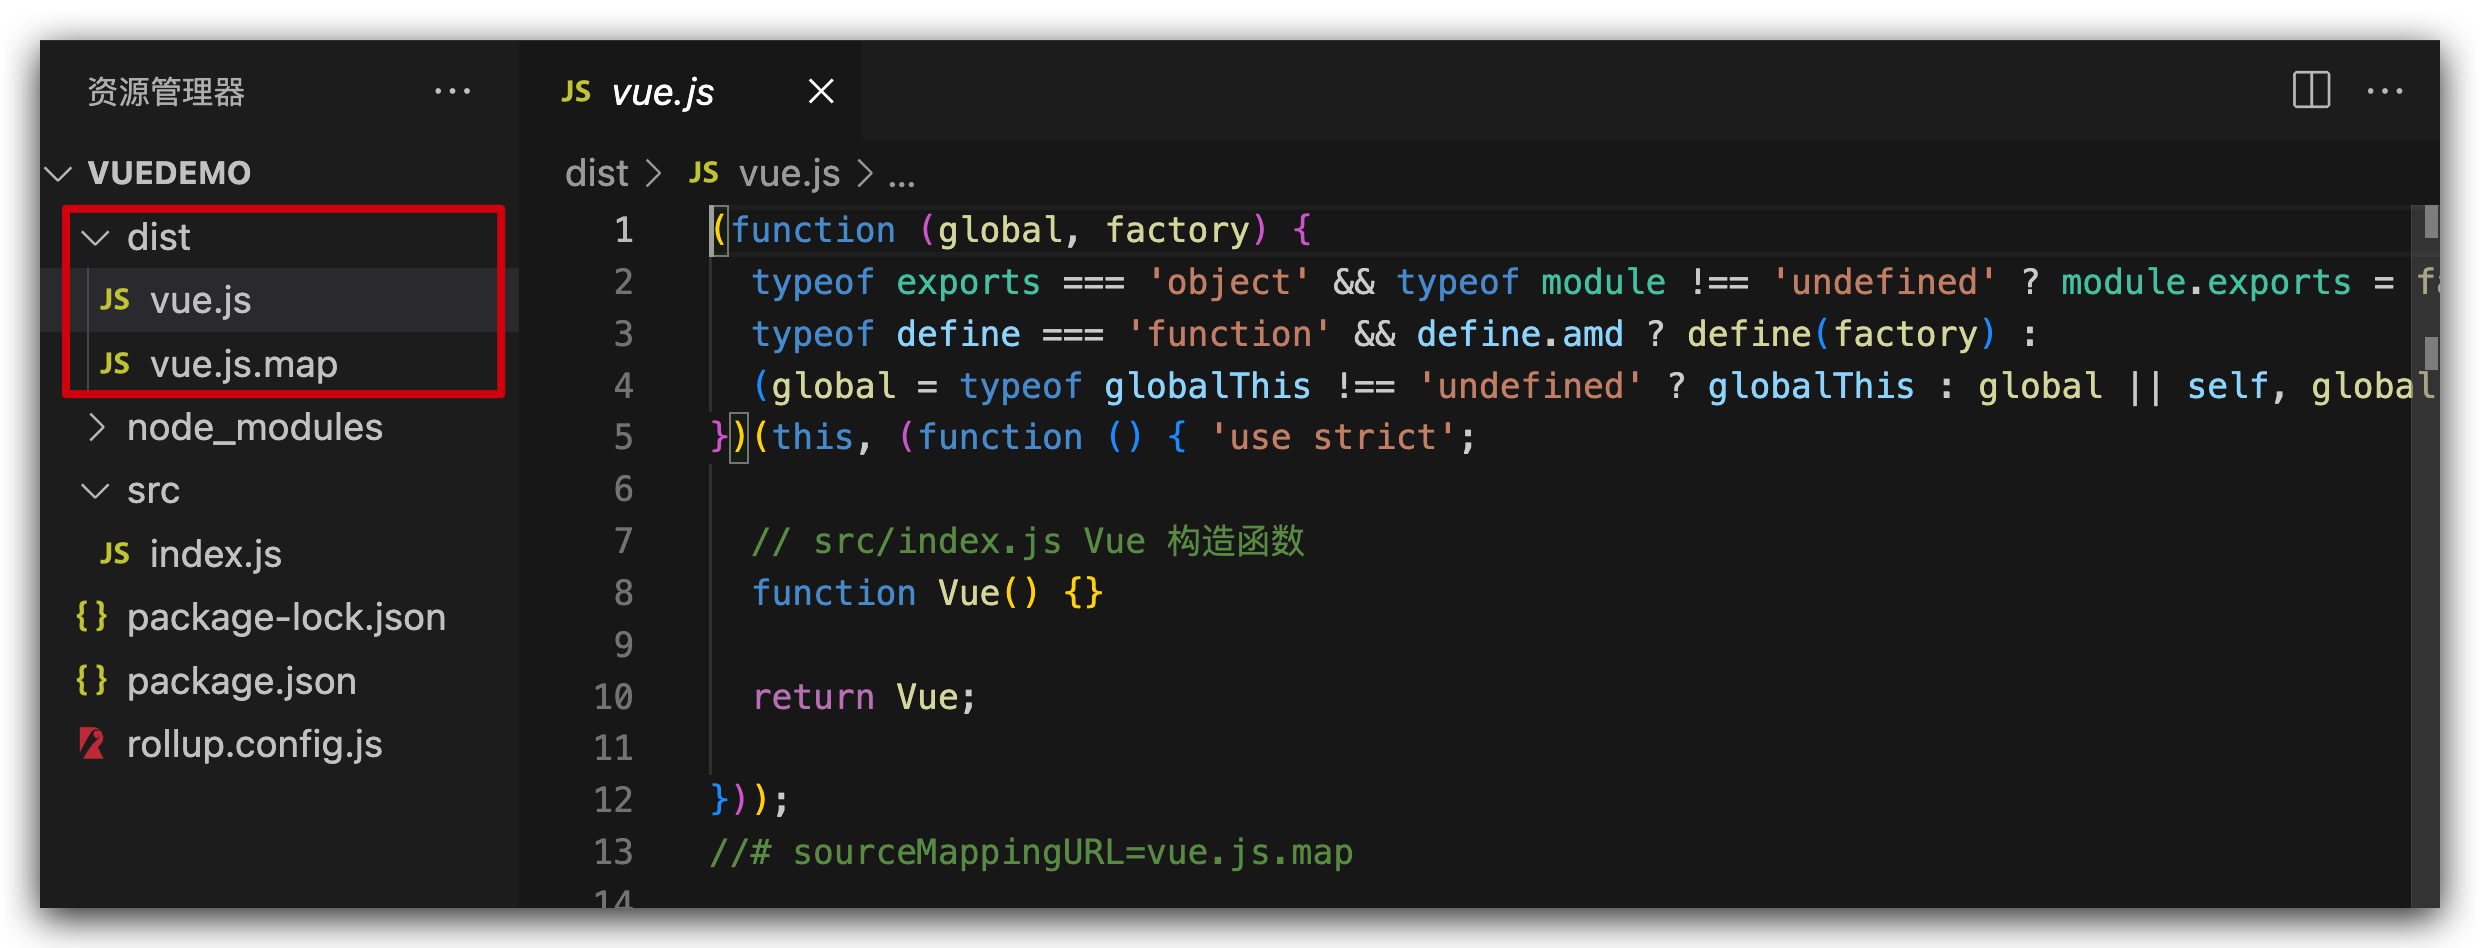 资源管理器
VUEDEMO
dist
JS vue.js
JS vue.js.map
node_modules
src
JS index.js
{} package-lock.json
{} package.json
rollup.config.js
JS vue.js
dist > JS vue.js > ...
1 (function (global, factory) {
2 typeof exports === 'object' && typeof module !== 'undefined' ? module.exports = fa
3 typeof define === 'function' && define.amd ? define(factory) :
4 (global = typeof globalThis !== 'undefined' ? globalThis : global || self, global
5 })(this, (function () { 'use strict';
6
7 // src/index.js Vue 构造函数
8 function Vue() {}
9
10 return Vue;
11
12 }));
13 //# sourceMappingURL=vue.js.map
14